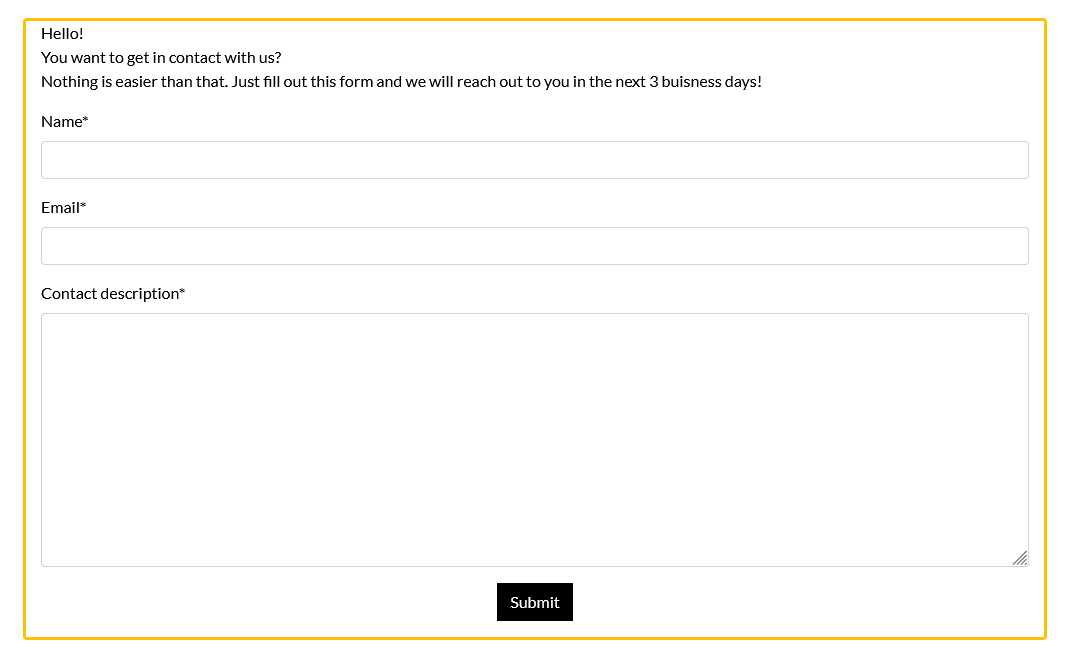 Hello!
You want to get in contact with us?
Nothing is easier than that. Just fill out this form and we will reach out to you in the next 3 buisness days!
Name*
Email*
Contact description*
Submit